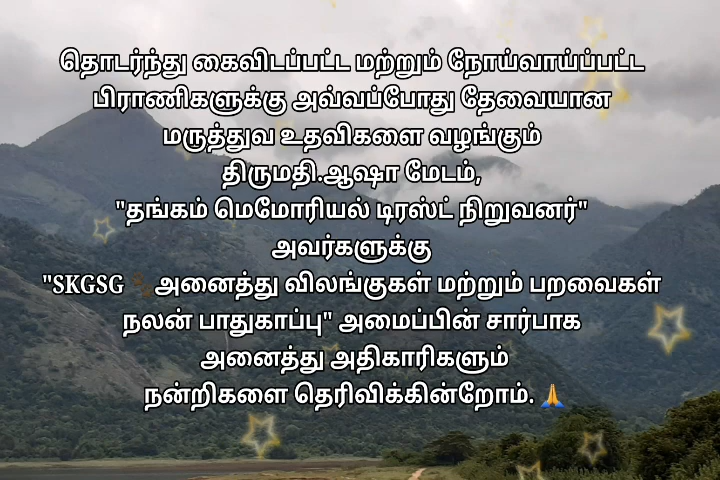 தொடர்ந்து கைவிடப்பட்ட மற்றும் நோய்வாய்ப்பட்ட
பிராணிகளுக்கு அவ்வப்போது தேவையான
மருத்துவ உதவிகளை வழங்கும்
திருமதி.ஆஷா மேடம்,
"தங்கம் மெமோரியல் டிரஸ்ட் நிறுவனர்"
அவர்களுக்கு
"SKGSG 🐾அனைத்து விலங்குகள் மற்றும் பறவைகள்
நலன் பாதுகாப்பு" அமைப்பின் சார்பாக
அனைத்து அதிகாரிகளும்
நன்றிகளை தெரிவிக்கின்றோம். 🙏